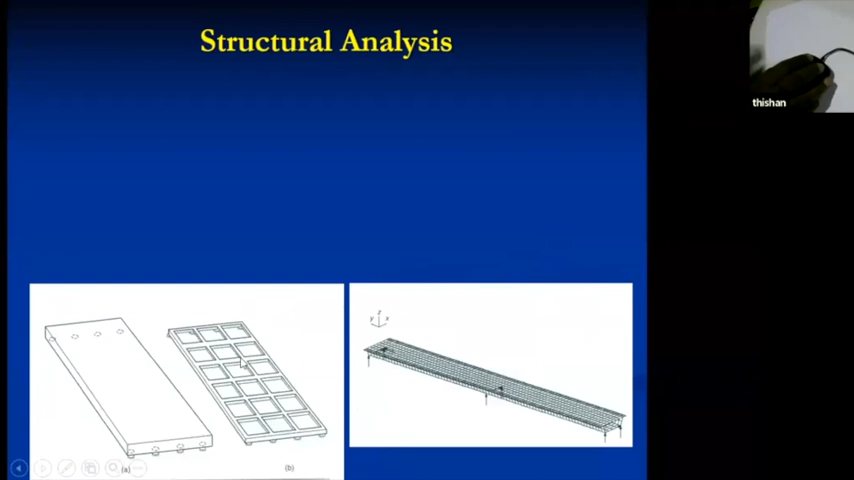 Structural Analysis
thishan
z
y x
(a)
(b)